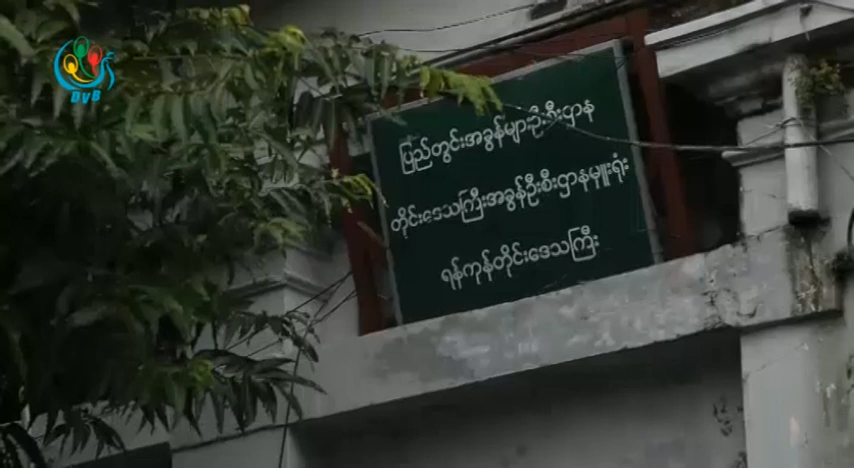 DVB
ပြည်တွင်းအခွန်များဦးစီးဌာန
တိုင်းဒေသကြီးအခွန်ဦးစီးဌာနမှူးရုံး
ရန်ကုန်တိုင်းဒေသကြီး